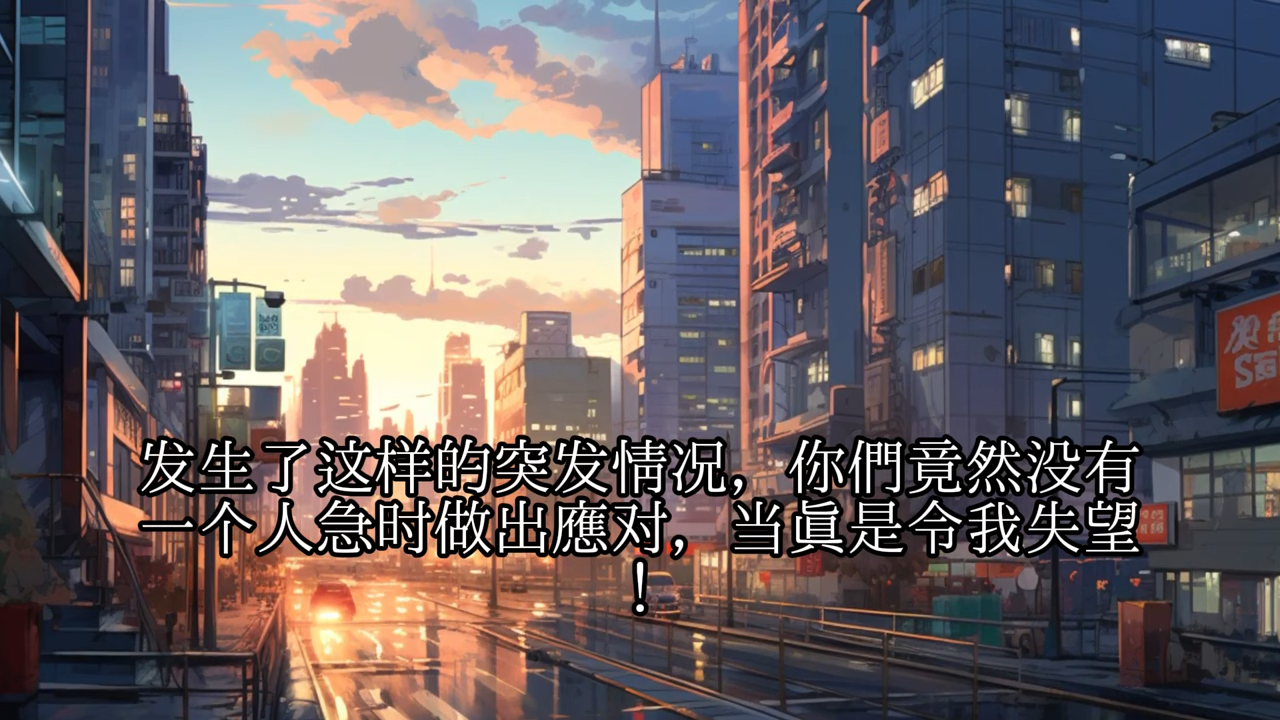 发生了这样的突发情况，你們竟然没有
一个人急时做出應对，当眞是令我失望
！